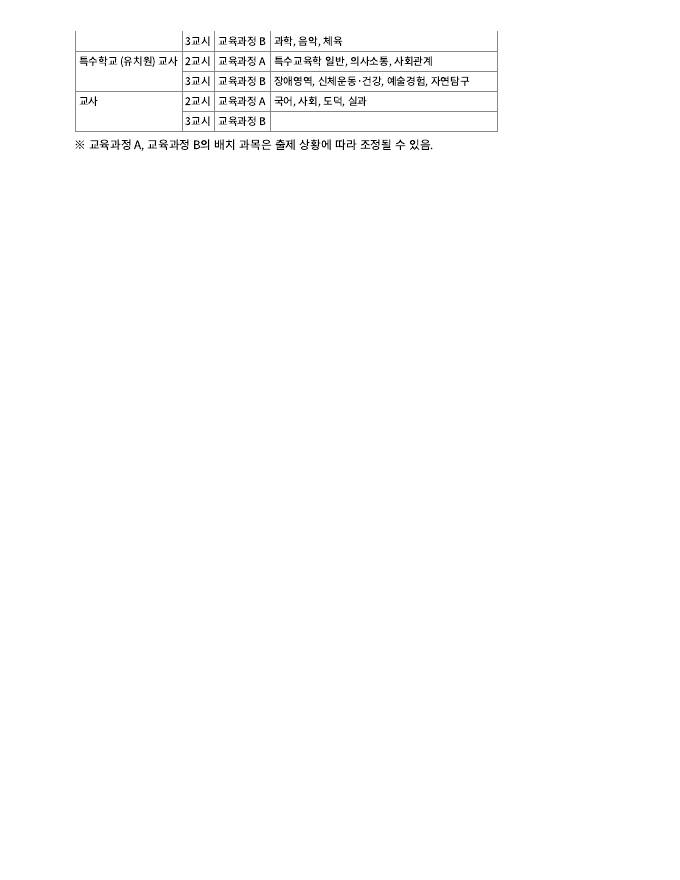 3교시 교육과정 B 과학, 음악, 체육
특수학교 (유치원) 교사 2교시 교육과정 A 특수교육학 일반, 의사소통, 사회관계
3교시 교육과정 B 장애영역, 신체운동·건강, 예술경험, 자연탐구
교사 2교시 교육과정 A 국어, 사회, 도덕, 실과
3교시 교육과정 B
※ 교육과정 A, 교육과정 B의 배치 과목은 출제 상황에 따라 조정될 수 있음.